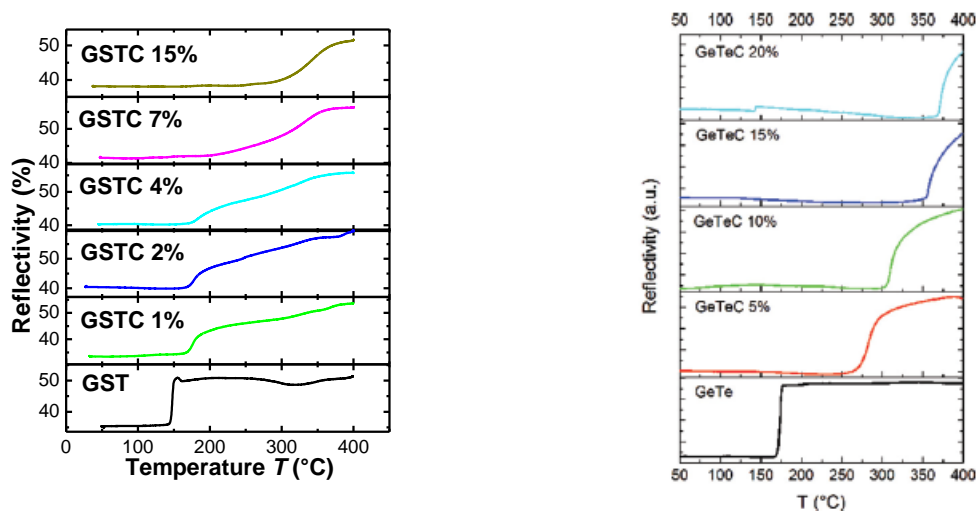 GSTC 15%
50
40
GSTC 7%
50
40
GSTC 4%
50
40
GSTC 2%
50
40
GSTC 1%
50
40
GST
50
40
0 100 200 300 400
Temperature T (°C)
Reflectivity (%)
50 100 150 200 250 300 350 400
GeTeC 20%
GeTeC 15%
GeTeC 10%
GeTeC 5%
GeTe
50 100 150 200 250 300 350 400
T (°C)
Reflectivity (a.u.)